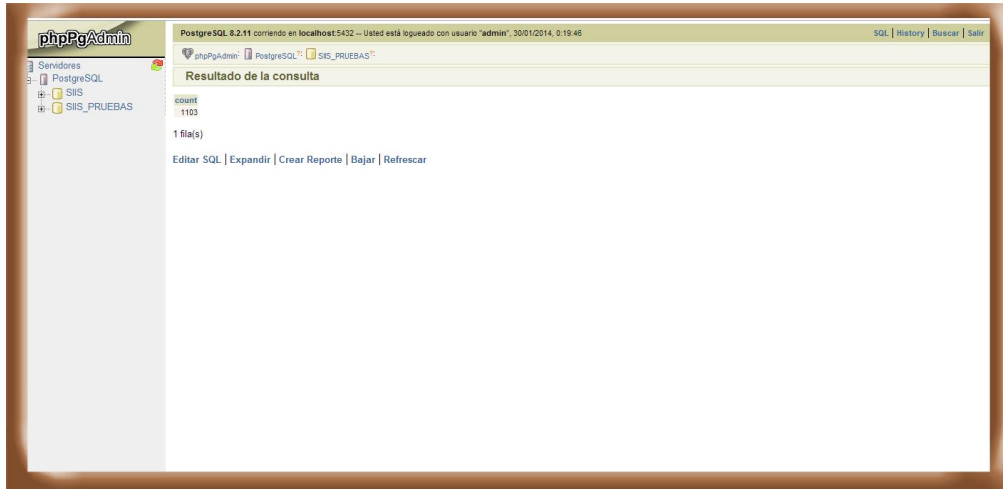 phpPgAdmin
Servidores
PostgreSQL
SIIS
SIIS_PRUEBAS
PostgreSQL 8.2.11 corriendo en localhost:5432 -- Usted está logueado con usuario "admin", 30/01/2014, 0:19:46
SQL | History | Buscar | Salir
phpPgAdmin: PostgreSQL SIIS_PRUEBAS
Resultado de la consulta
count
1103
1 fila(s)
Editar SQL | Expandir | Crear Reporte | Bajar | Refrescar